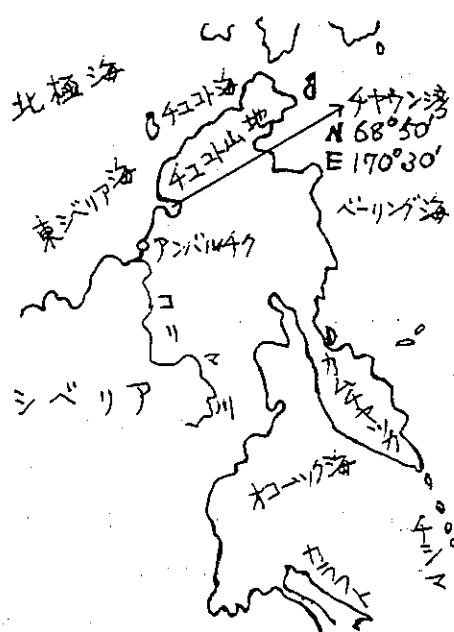 北極海
チュコト海
チュコト山地
チャウン湾
N 68°50′
E 170°30′
東シベリア海
ベーリング海
アンバルチク
コリマ川
シベリア
カムチャツカ
オコーツク海
チシマ
カラフト